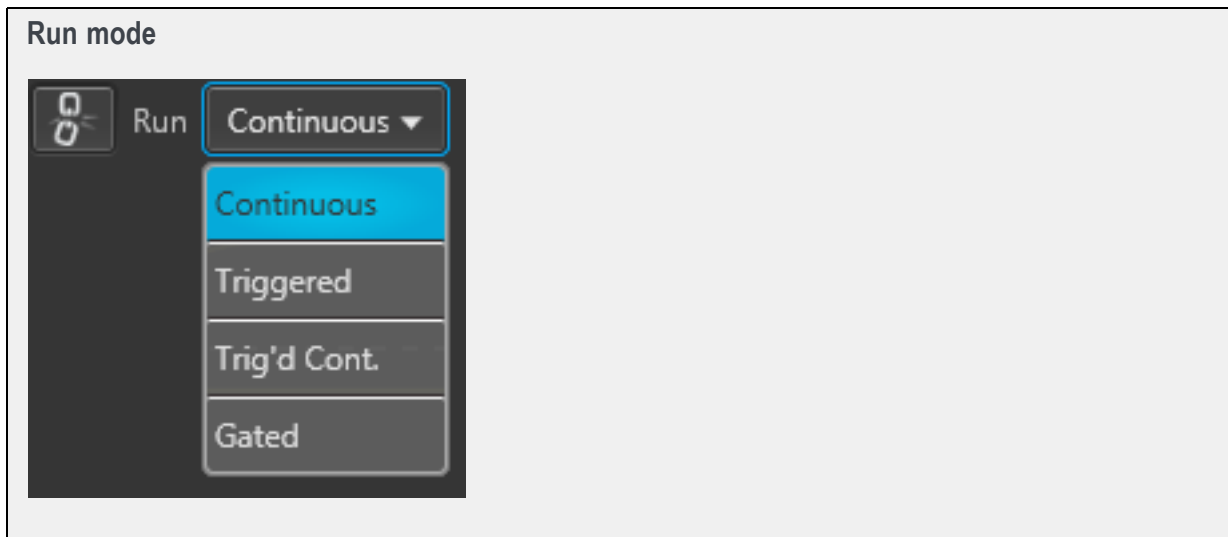 Run mode
Run Continuous
Continuous
Triggered
Trig'd Cont.
Gated